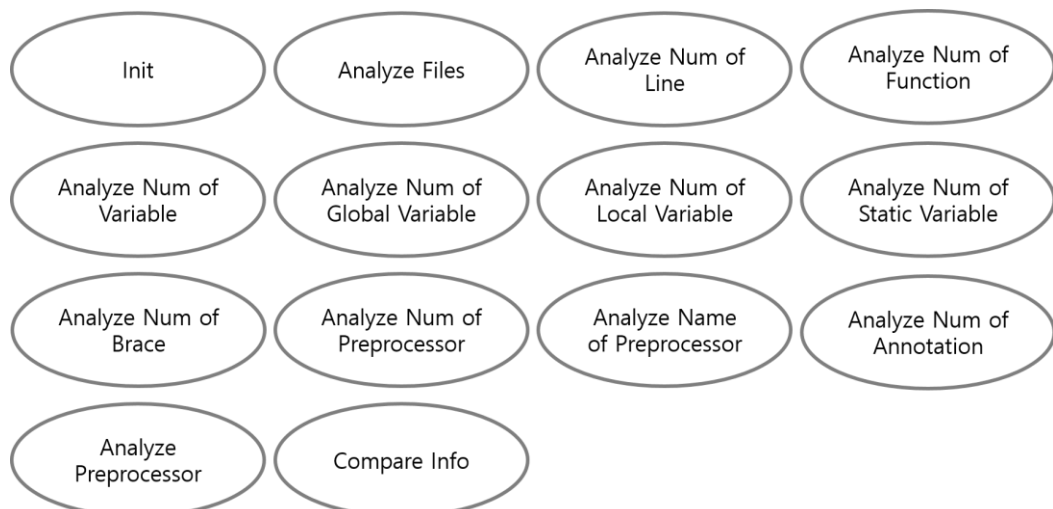 Init
Analyze Files
Analyze Num of
Line
Analyze Num of
Function
Analyze Num of
Variable
Analyze Num of
Global Variable
Analyze Num of
Local Variable
Analyze Num of
Static Variable
Analyze Num of
Brace
Analyze Num of
Preprocessor
Analyze Name
of Preprocessor
Analyze Num of
Annotation
Analyze
Preprocessor
Compare Info